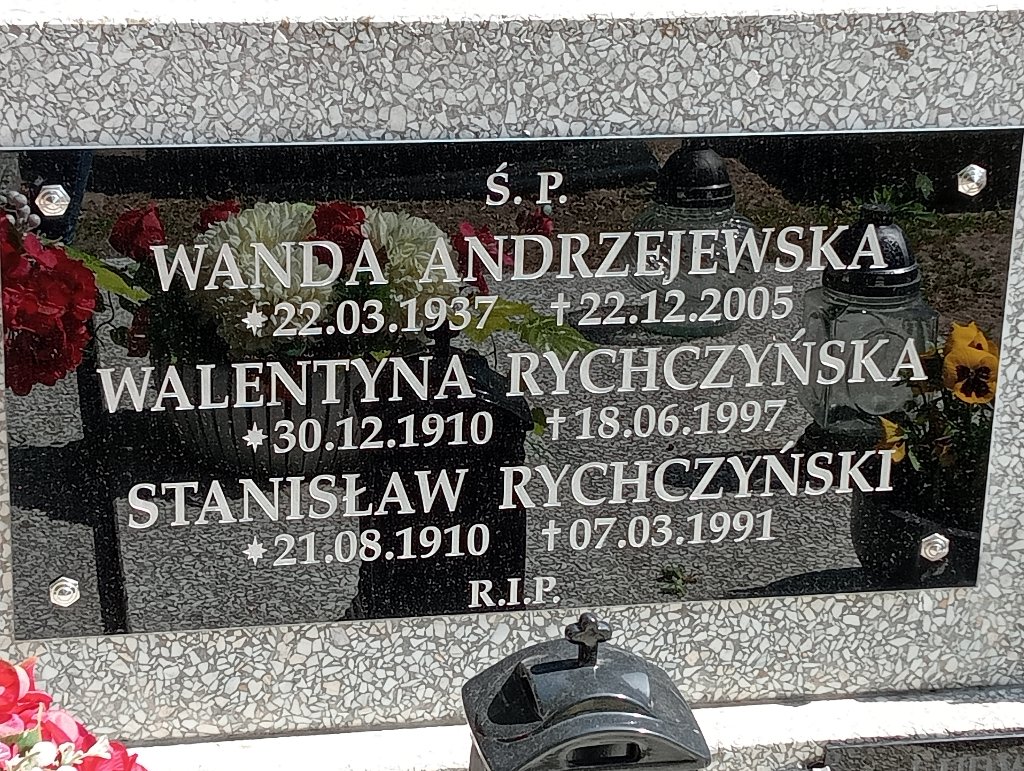 Ś. P.
WANDA ANDRZEJEWSKA
*22.03.1937 †22.12.2005
WALENTYNA RYCHCZYŃSKA
*30.12.1910 †18.06.1997
STANISŁAW RYCHCZYŃSKI
*21.08.1910 †07.03.1991
R.I.P.